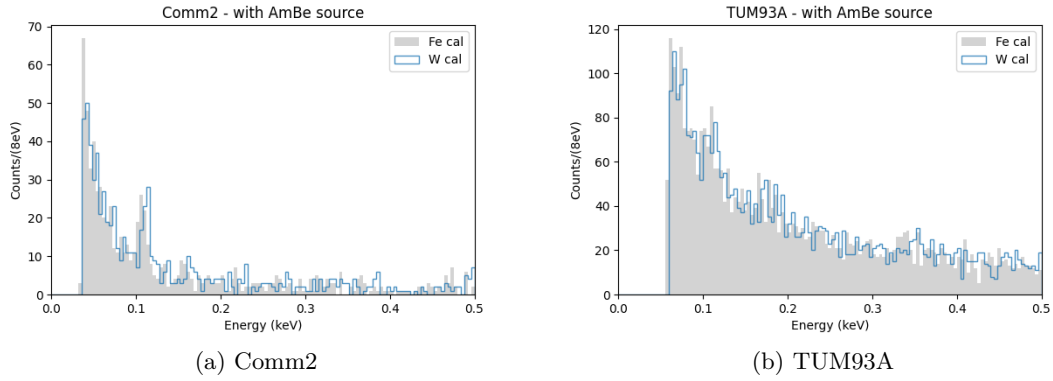 Comm2 - with AmBe source
70
60
50
40
30
20
10
0
Counts/(8eV)
Fe cal
W cal
0.0 0.1 0.2 0.3 0.4 0.5
Energy (keV)
(a) Comm2
TUM93A - with AmBe source
120
100
80
60
40
20
0
Counts/(8eV)
Fe cal
W cal
0.0 0.1 0.2 0.3 0.4 0.5
Energy (keV)
(b) TUM93A